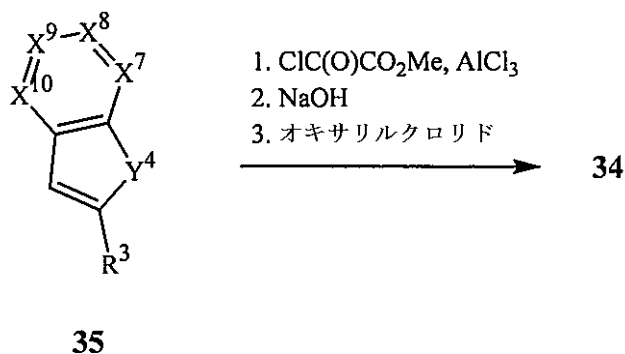 X⁹
X⁸
X⁷
X¹⁰
Y⁴
R³
35
1. ClC(O)CO₂Me, AlCl₃
2. NaOH
3. オキサリルクロリド
34